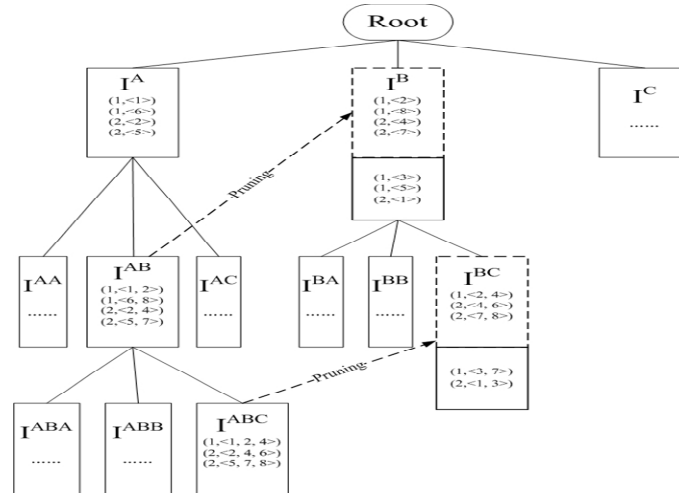 Root
I^A
(1,<1>)
(1,<6>)
(2,<2>)
(2,<5>)
I^B
(1,<2>)
(1,<8>)
(2,<4>)
(2,<7>)
(1,<3>)
(1,<5>)
(2,<1>)
I^C
......
Pruning
I^AA
......
I^AB
(1,<1, 2>)
(1,<6, 8>)
(2,<2, 4>)
(2,<5, 7>)
I^AC
......
I^BA
......
I^BB
......
I^BC
(1,<2, 4>)
(2,<4, 6>)
(2,<7, 8>)
(1,<3, 7>)
(2,<1, 3>)
Pruning
I^ABA
......
I^ABB
......
I^ABC
(1,<1, 2, 4>)
(2,<2, 4, 6>)
(2,<5, 7, 8>)